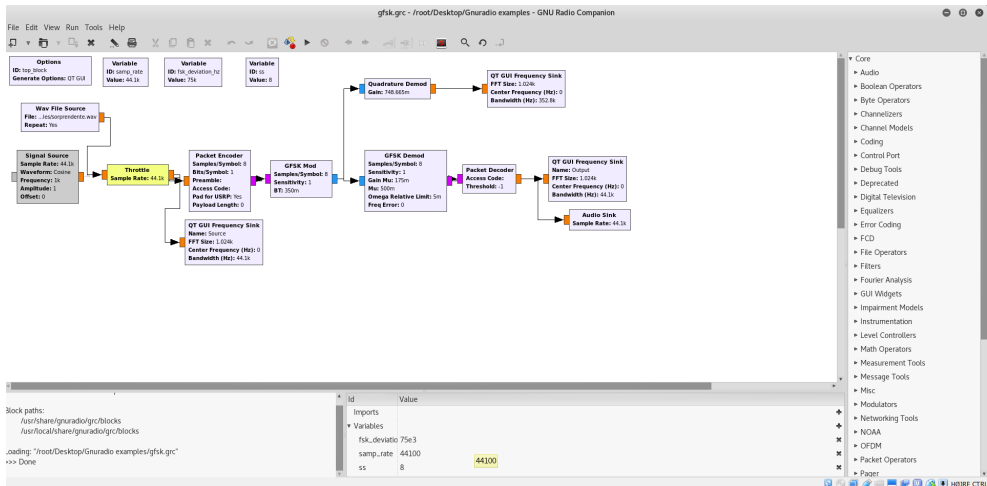 gfsk.grc - /root/Desktop/Gnuradio examples - GNU Radio Companion
File Edit View Run Tools Help
Options
ID: top_block
Generate Options: QT GUI
Variable
ID: samp_rate
Value: 44.1k
Variable
ID: fsk_deviation_hz
Value: 75k
Variable
ID: ss
Value: 8
Wav File Source
File: ...les/sorprendente.wav
Repeat: Yes
Signal Source
Sample Rate: 44.1k
Waveform: Cosine
Frequency: 1k
Amplitude: 1
Offset: 0
Throttle
Sample Rate: 44.1k
Packet Encoder
Samples/Symbol: 8
Bits/Symbol: 1
Preamble:
Access Code:
Pad for USRP: Yes
Payload Length: 0
QT GUI Frequency Sink
Name: Source
FFT Size: 1.024k
Center Frequency (Hz): 0
Bandwidth (Hz): 44.1k
GFSK Mod
Samples/Symbol: 8
Sensitivity: 1
BT: 350m
Quadrature Demod
Gain: 748.665m
QT GUI Frequency Sink
FFT Size: 1.024k
Center Frequency (Hz): 0
Bandwidth (Hz): 352.8k
GFSK Demod
Samples/Symbol: 8
Sensitivity: 1
Gain Mu: 175m
Mu: 500m
Omega Relative Limit: 5m
Freq Error: 0
Packet Decoder
Access Code:
Threshold: -1
QT GUI Frequency Sink
Name: Output
FFT Size: 1.024k
Center Frequency (Hz): 0
Bandwidth (Hz): 44.1k
Audio Sink
Sample Rate: 44.1k
Core
Audio
Boolean Operators
Byte Operators
Channelizers
Channel Models
Coding
Control Port
Debug Tools
Deprecated
Digital Television
Equalizers
Error Coding
FCD
File Operators
Filters
Fourier Analysis
GUI Widgets
Impairment Models
Instrumentation
Level Controllers
Math Operators
Measurement Tools
Message Tools
Misc
Modulators
Networking Tools
NOAA
OFDM
Packet Operators
Pager
Block paths:
/usr/share/gnuradio/grc/blocks
/usr/local/share/gnuradio/grc/blocks
Loading: "/root/Desktop/Gnuradio examples/gfsk.grc"
>>> Done
Id Value
Imports
Variables
fsk_deviatio 75e3
samp_rate 44100
ss 8
44100
HØJRE CTRL